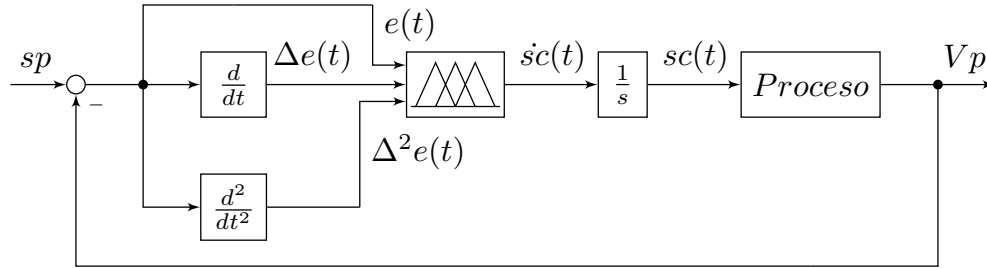 e(t)
sp
Δe(t)
ṡc(t)
sc(t)
Vp
d/dt
1/s
Proceso
−
Δ²e(t)
d²/dt²